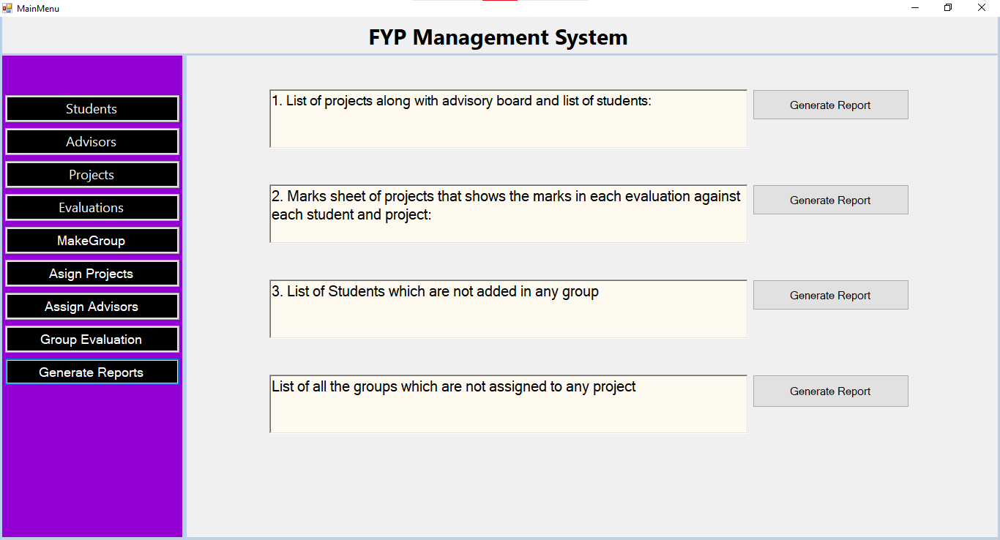 MainMenu
FYP Management System
Students
Advisors
Projects
Evaluations
MakeGroup
Asign Projects
Assign Advisors
Group Evaluation
Generate Reports
1. List of projects along with advisory board and list of students:
Generate Report
2. Marks sheet of projects that shows the marks in each evaluation against
each student and project:
Generate Report
3. List of Students which are not added in any group
Generate Report
List of all the groups which are not assigned to any project
Generate Report